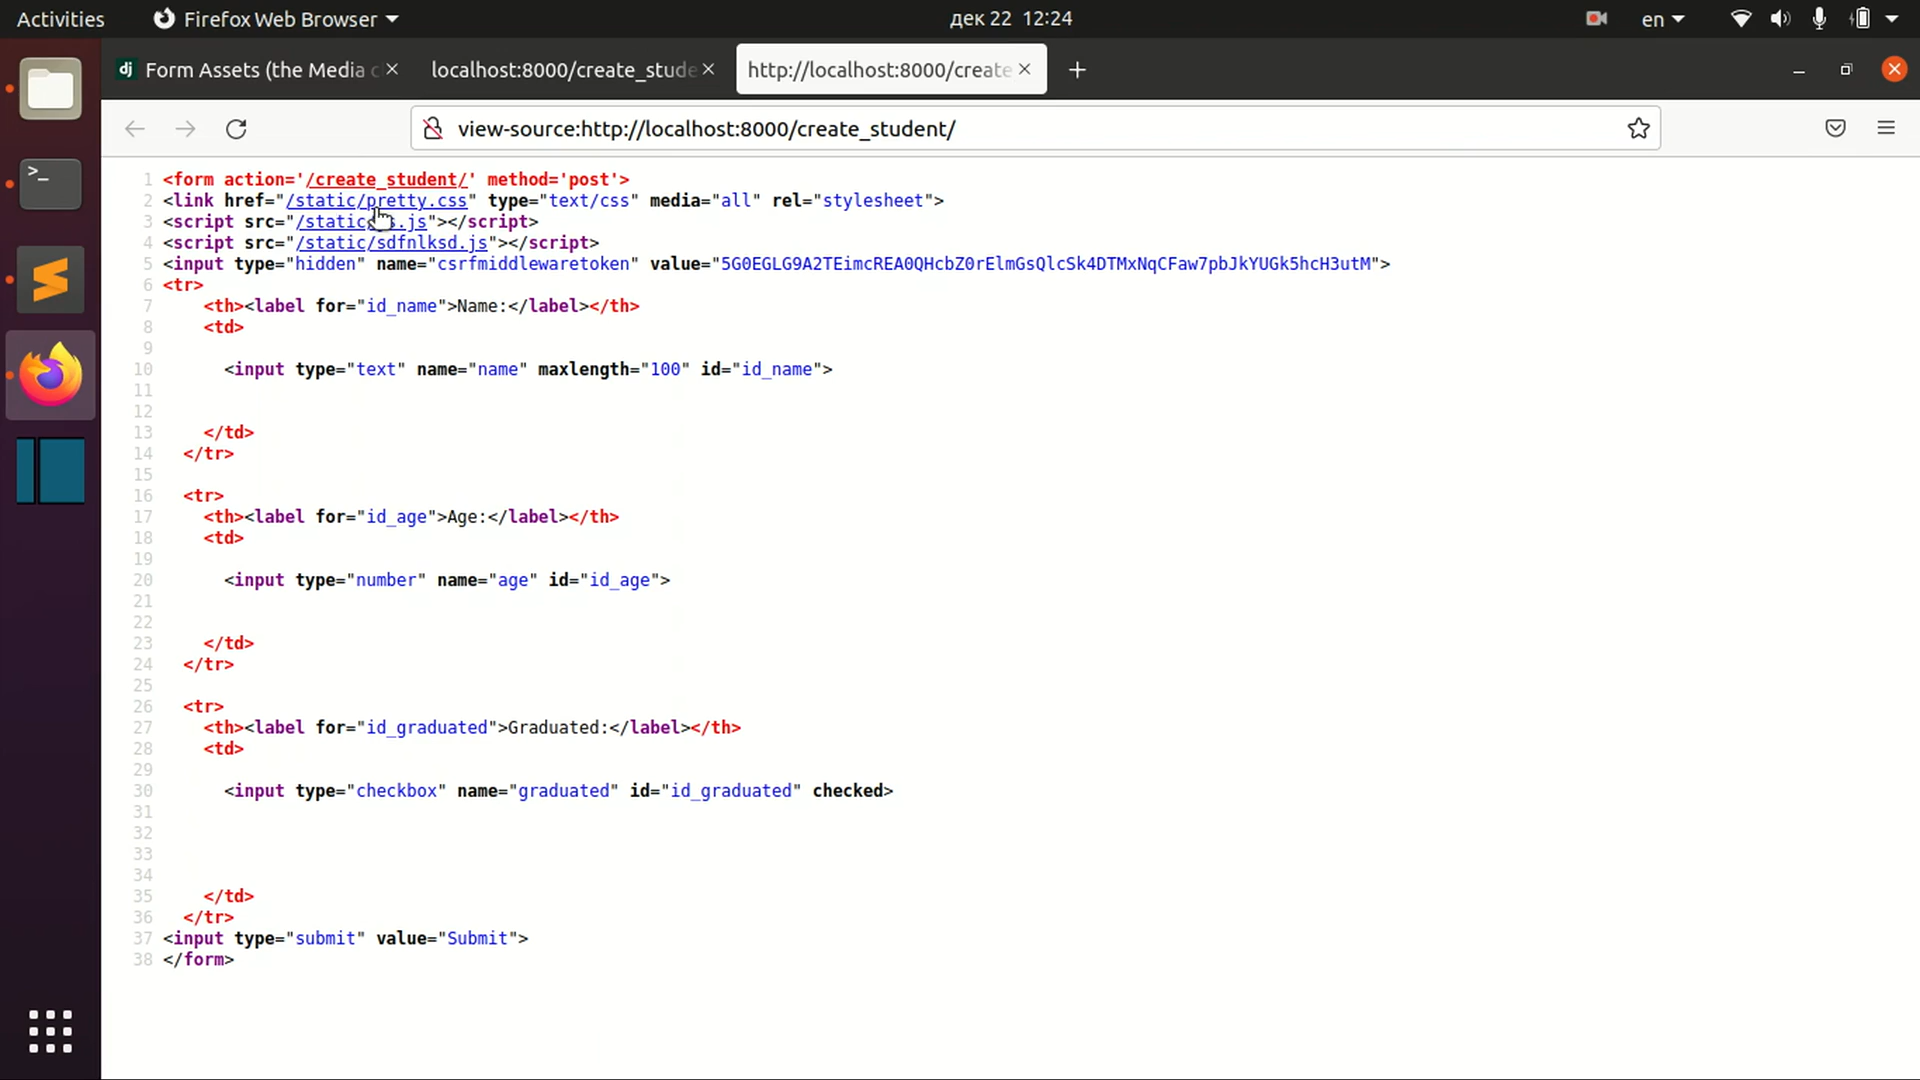 Activities
Firefox Web Browser
дек 22 12:24
en
Form Assets (the Media c
localhost:8000/create_stude
http://localhost:8000/create
view-source:http://localhost:8000/create_student/
1 <form action='/create_student/' method='post'>
2 <link href="/static/pretty.css" type="text/css" media="all" rel="stylesheet">
3 <script src="/static/ .js"></script>
4 <script src="/static/sdfnlksd.js"></script>
5 <input type="hidden" name="csrfmiddlewaretoken" value="5G0EGLG9A2TEimcREA0QHcbZ0rElmGsQlcSk4DTMxNqCFaw7pbJkYUGk5hcH3utM">
6 <tr>
7 <th><label for="id_name">Name:</label></th>
8 <td>
9
10 <input type="text" name="name" maxlength="100" id="id_name">
11
12
13 </td>
14 </tr>
15
16 <tr>
17 <th><label for="id_age">Age:</label></th>
18 <td>
19
20 <input type="number" name="age" id="id_age">
21
22
23 </td>
24 </tr>
25
26 <tr>
27 <th><label for="id_graduated">Graduated:</label></th>
28 <td>
29
30 <input type="checkbox" name="graduated" id="id_graduated" checked>
31
32
33
34
35 </td>
36 </tr>
37 <input type="submit" value="Submit">
38 </form>